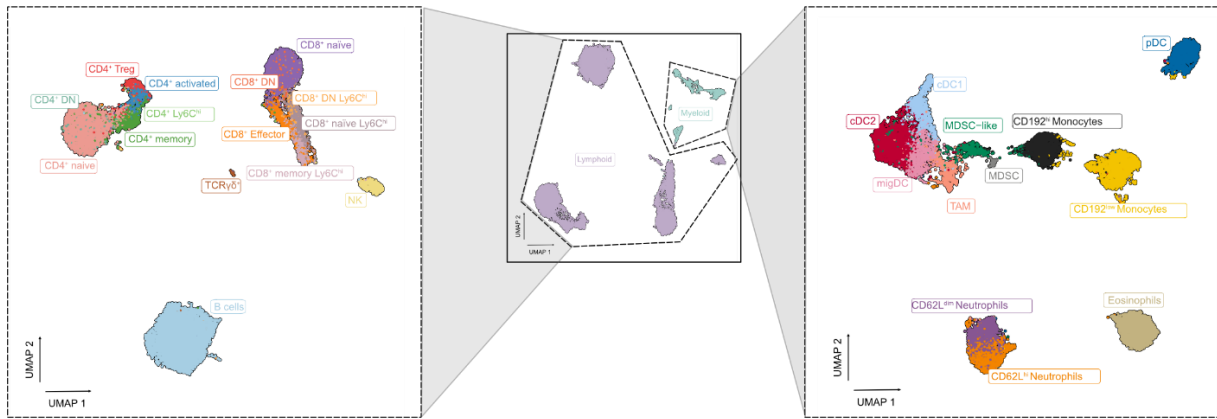 CD8⁺ naïve
CD4⁺ Treg
CD4⁺ activated
CD8⁺ DN
CD4⁺ DN
CD8⁺ DN Ly6Cʰⁱ
CD4⁺ Ly6Cʰⁱ
CD8⁺ naïve Ly6Cʰⁱ
CD8⁺ Effector
CD4⁺ memory
CD4⁺ naive
CD8⁺ memory Ly6Cʰⁱ
TCRγδ⁺
NK
B cells
UMAP 2
UMAP 1
Myeloid
Lymphoid
UMAP 2
UMAP 1
pDC
cDC1
cDC2
MDSC-like
CD192ʰⁱ Monocytes
migDC
MDSC
TAM
CD192ˡᵒʷ Monocytes
CD62Lᵈⁱᵐ Neutrophils
Eosinophils
CD62Lʰⁱ Neutrophils
UMAP 2
UMAP 1